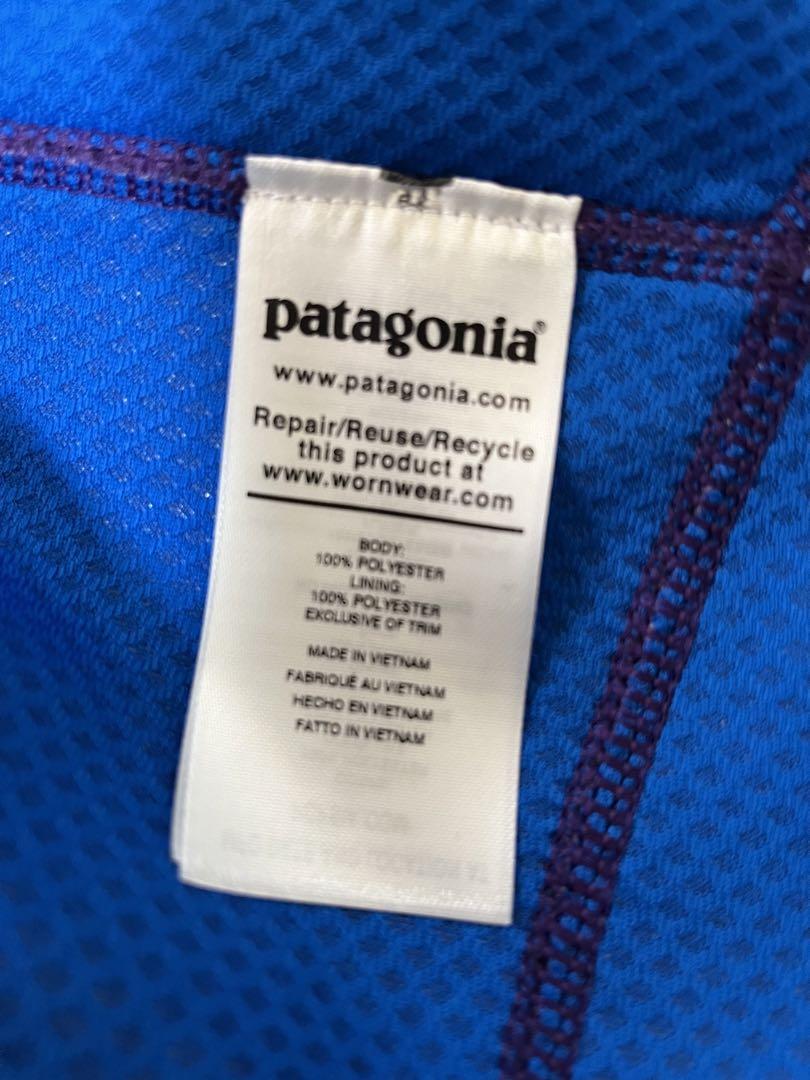 patagonia®
www.patagonia.com
Repair/Reuse/Recycle
this product at
www.wornwear.com
BODY:
100% POLYESTER
LINING:
100% POLYESTER
EXCLUSIVE OF TRIM
MADE IN VIETNAM
FABRIQUÉ AU VIETNAM
HECHO EN VIETNAM
FATTO IN VIETNAM